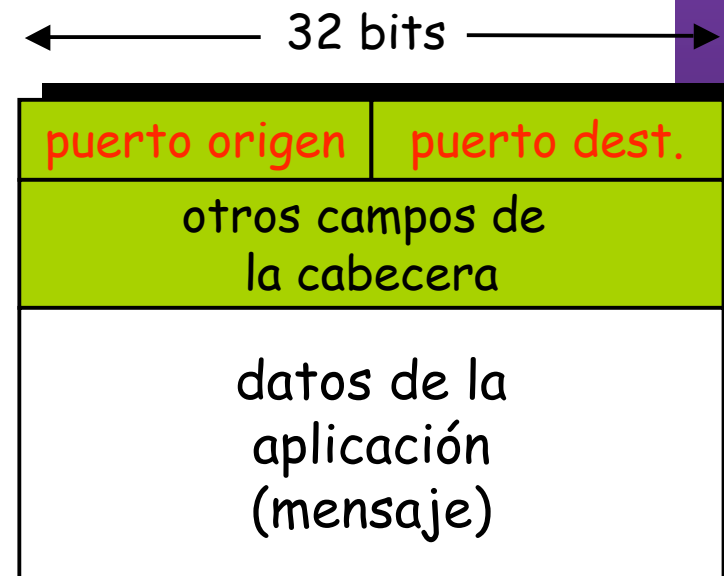 32 bits
puerto origen
puerto dest.
otros campos de
la cabecera
datos de la
aplicación
(mensaje)